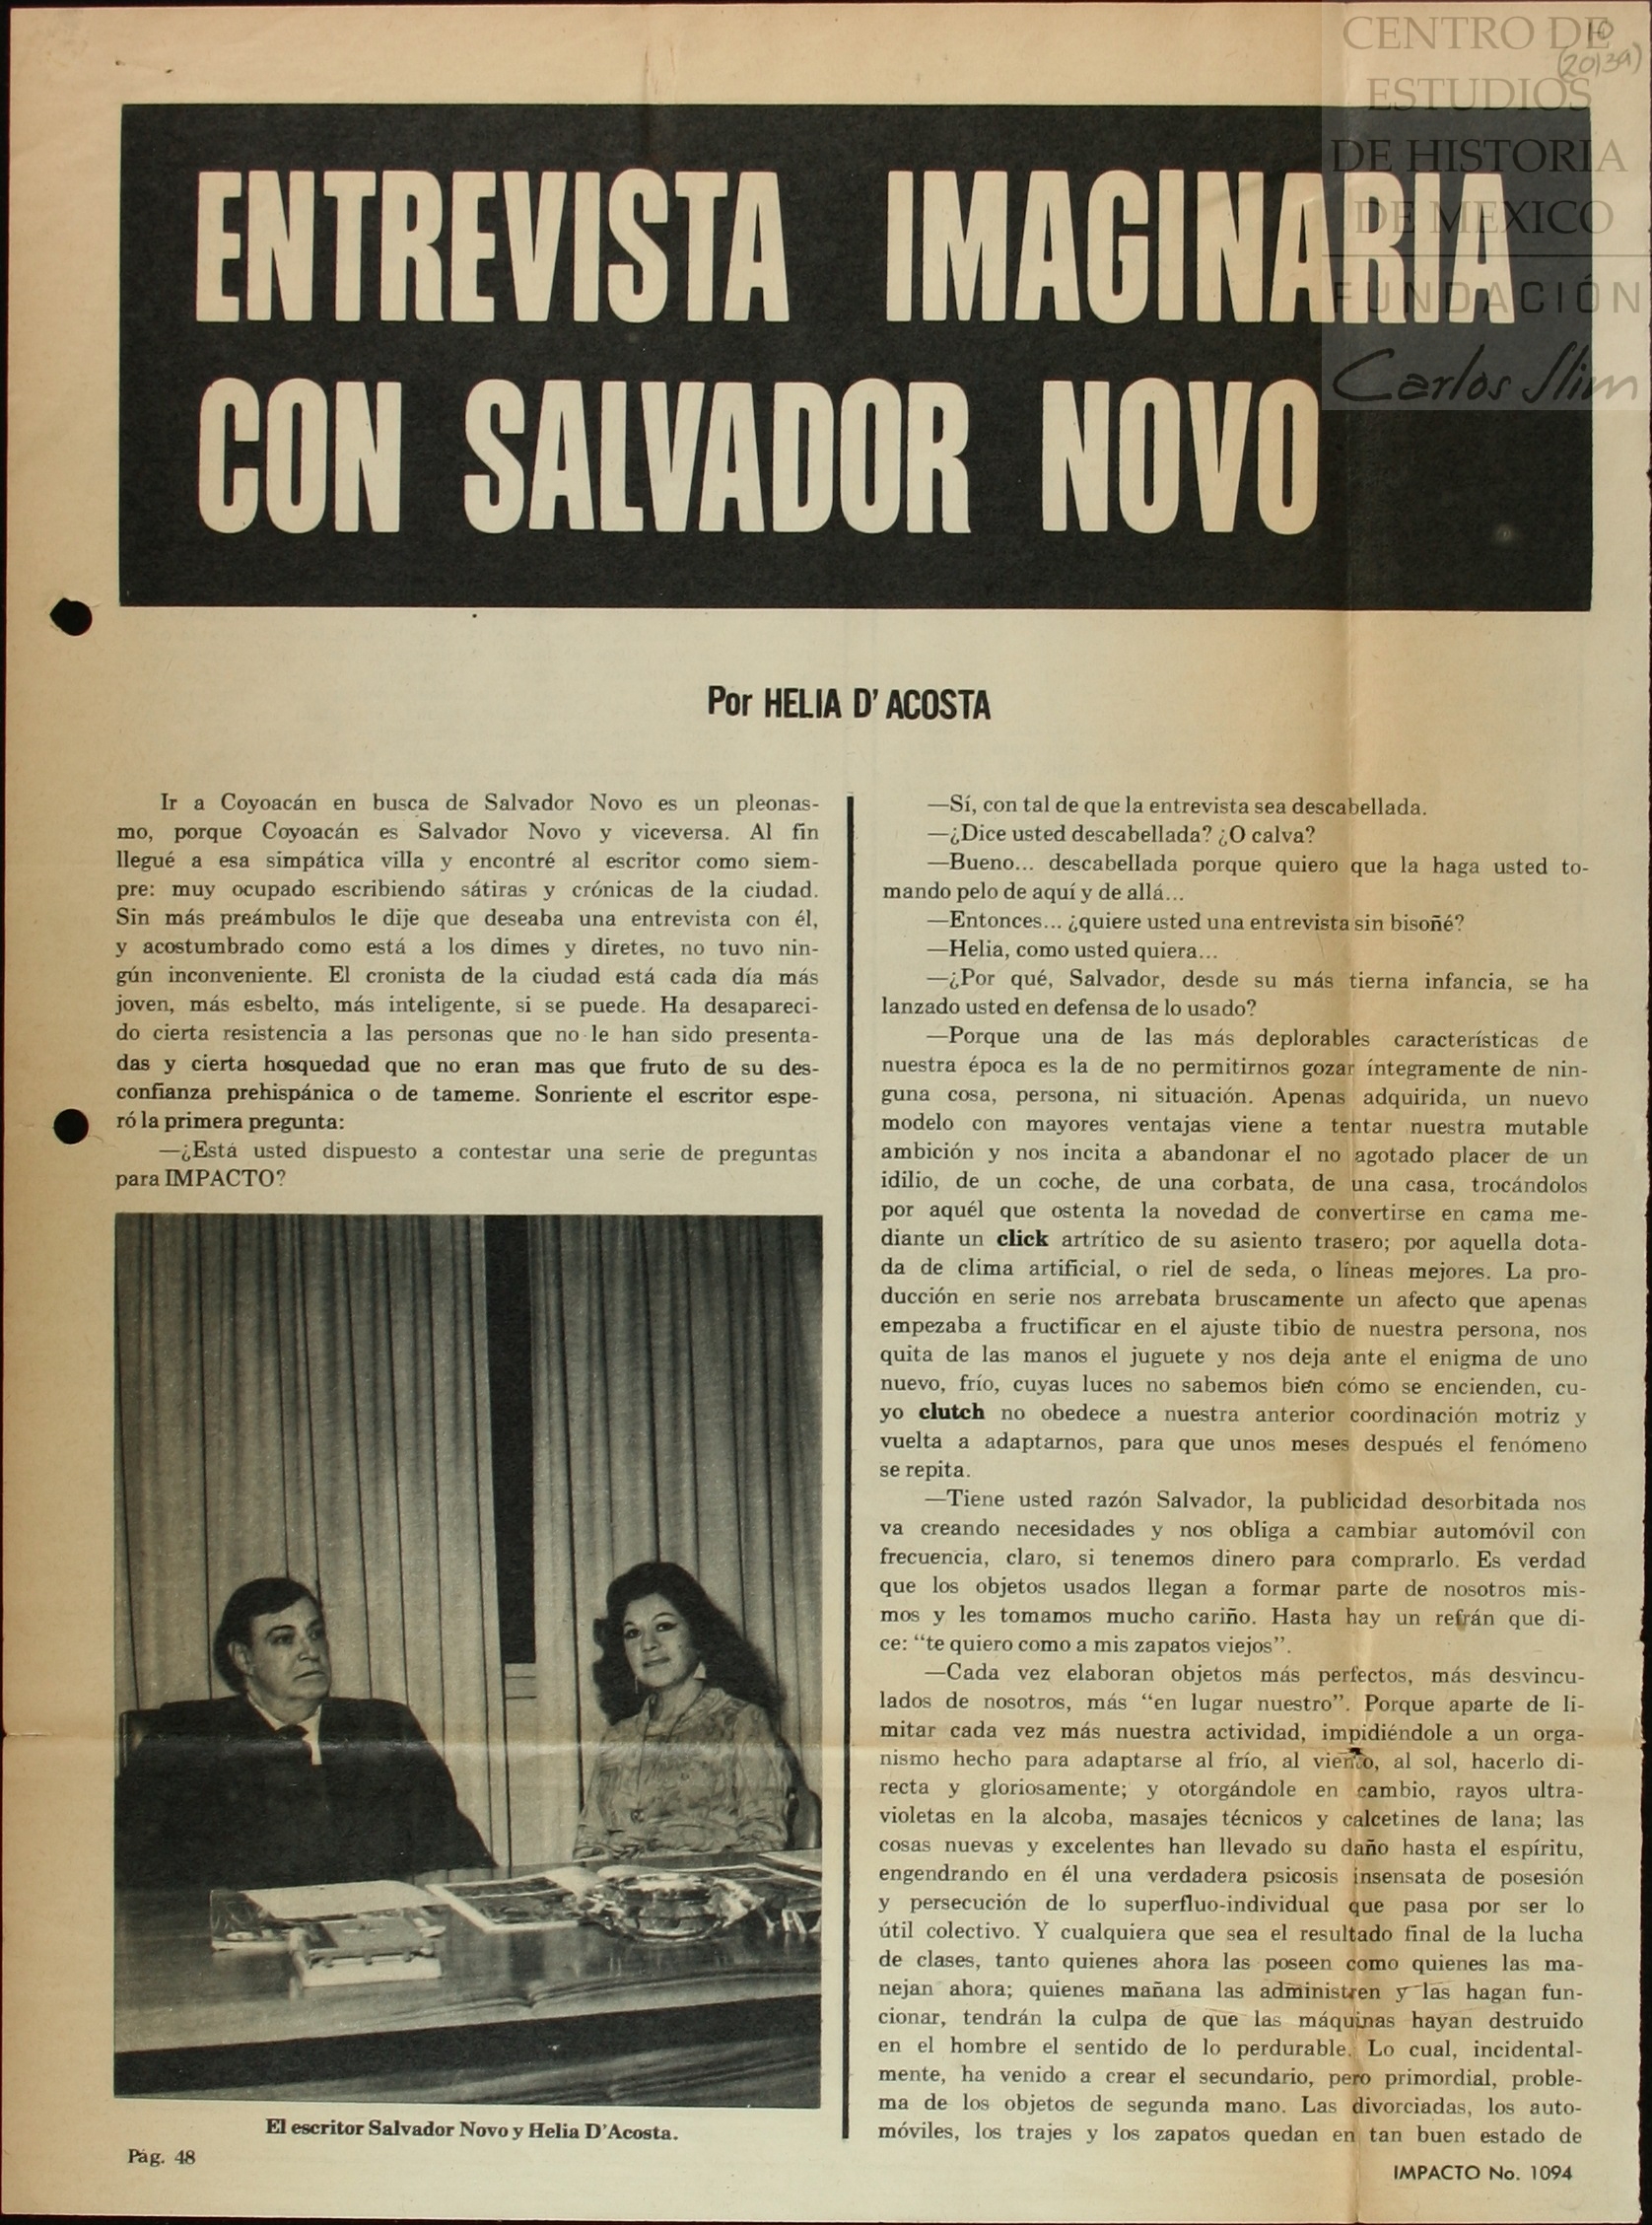 CENTRO DE
ESTUDIOS
DE HISTORIA
DE MEXICO
FUNDACIÓN
Carlos Slim
ENTREVISTA IMAGINARIA
CON SALVADOR NOVO
Por HELIA D' ACOSTA
Ir a Coyoacán en busca de Salvador Novo es un pleonas-
mo, porque Coyoacán es Salvador Novo y viceversa. Al fin
llegué a esa simpática villa y encontré al escritor como siem-
pre: muy ocupado escribiendo sátiras y crónicas de la ciudad.
Sin más preámbulos le dije que deseaba una entrevista con él,
y acostumbrado como está a los dimes y diretes, no tuvo nin-
gún inconveniente. El cronista de la ciudad está cada día más
joven, más esbelto, más inteligente, si se puede. Ha desapareci-
do cierta resistencia a las personas que no le han sido presenta-
das y cierta hosquedad que no eran mas que fruto de su des-
confianza prehispánica o de tameme. Sonriente el escritor espe-
ró la primera pregunta:
—¿Está usted dispuesto a contestar una serie de preguntas
para IMPACTO?
El escritor Salvador Novo y Helia D'Acosta.
Pág. 48
—Sí, con tal de que la entrevista sea descabellada.
—¿Dice usted descabellada? ¿O calva?
—Bueno... descabellada porque quiero que la haga usted to-
mando pelo de aquí y de allá...
—Entonces... ¿quiere usted una entrevista sin bisoñé?
—Helia, como usted quiera...
—¿Por qué, Salvador, desde su más tierna infancia, se ha
lanzado usted en defensa de lo usado?
—Porque una de las más deplorables características de
nuestra época es la de no permitirnos gozar íntegramente de nin-
guna cosa, persona, ni situación. Apenas adquirida, un nuevo
modelo con mayores ventajas viene a tentar nuestra mutable
ambición y nos incita a abandonar el no agotado placer de un
idilio, de un coche, de una corbata, de una casa, trocándolos
por aquél que ostenta la novedad de convertirse en cama me-
diante un click artrítico de su asiento trasero; por aquella dota-
da de clima artificial, o riel de seda, o líneas mejores. La pro-
ducción en serie nos arrebata bruscamente un afecto que apenas
empezaba a fructificar en el ajuste tibio de nuestra persona, nos
quita de las manos el juguete y nos deja ante el enigma de uno
nuevo, frío, cuyas luces no sabemos bien cómo se encienden, cu-
yo clutch no obedece a nuestra anterior coordinación motriz y
vuelta a adaptarnos, para que unos meses después el fenómeno
se repita.
—Tiene usted razón Salvador, la publicidad desorbitada nos
va creando necesidades y nos obliga a cambiar automóvil con
frecuencia, claro, si tenemos dinero para comprarlo. Es verdad
que los objetos usados llegan a formar parte de nosotros mis-
mos y les tomamos mucho cariño. Hasta hay un refrán que di-
ce: "te quiero como a mis zapatos viejos".
—Cada vez elaboran objetos más perfectos, más desvincu-
lados de nosotros, más "en lugar nuestro". Porque aparte de li-
mitar cada vez más nuestra actividad, impidiéndole a un orga-
nismo hecho para adaptarse al frío, al viento, al sol, hacerlo di-
recta y gloriosamente; y otorgándole en cambio, rayos ultra-
violetas en la alcoba, masajes técnicos y calcetines de lana; las
cosas nuevas y excelentes han llevado su daño hasta el espíritu,
engendrando en él una verdadera psicosis insensata de posesión
y persecución de lo superfluo-individual que pasa por ser lo
útil colectivo. Y cualquiera que sea el resultado final de la lucha
de clases, tanto quienes ahora las poseen como quienes las ma-
nejan ahora; quienes mañana las administren y las hagan fun-
cionar, tendrán la culpa de que las máquinas hayan destruido
en el hombre el sentido de lo perdurable. Lo cual, incidental-
mente, ha venido a crear el secundario, pero primordial, proble-
ma de los objetos de segunda mano. Las divorciadas, los auto-
móviles, los trajes y los zapatos quedan en tan buen estado de
IMPACTO No. 1094